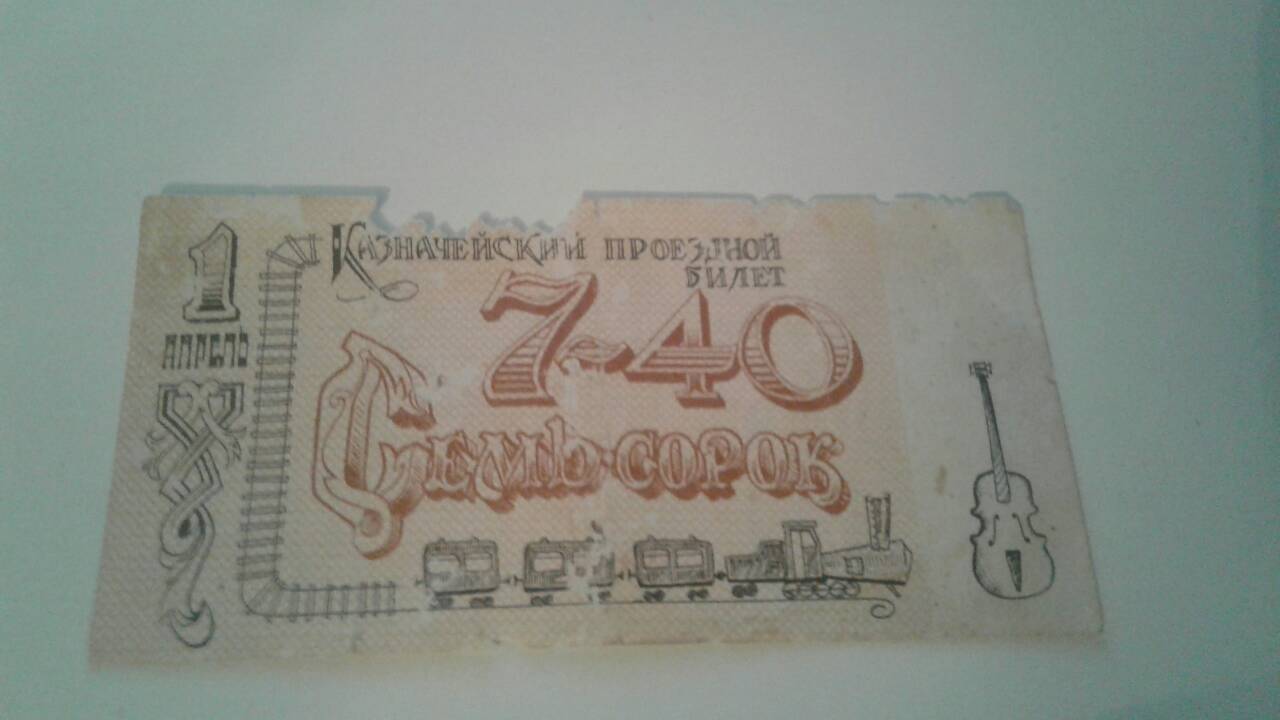 1
АПРЕЛЬ
КАЗНАЧЕЙСКИЙ ПРОЕЗДНОЙ
БИЛЕТ
7-40
СЕМЬ-СОРОК